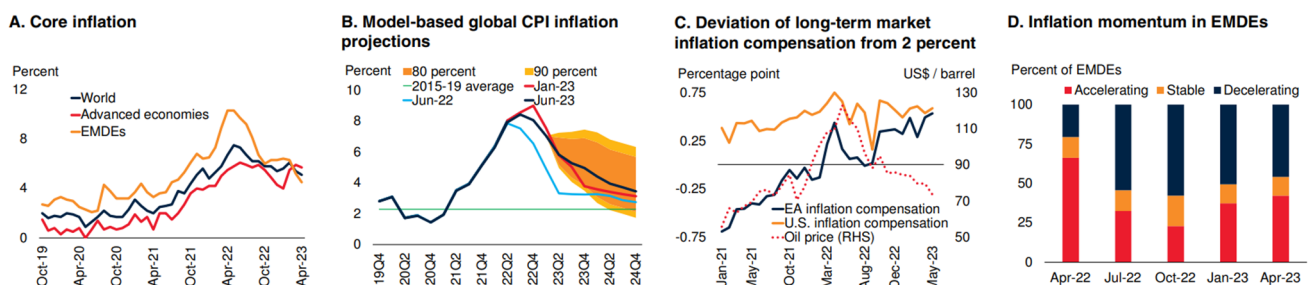 A. Core inflation
Percent
12
8
4
0
World
Advanced economies
EMDEs
Oct-19
Apr-20
Oct-20
Apr-21
Oct-21
Apr-22
Oct-22
Apr-23
B. Model-based global CPI inflation
projections
Percent
80 percent
90 percent
2015-19 average
Jan-23
Jun-22
Jun-23
10
8
6
4
2
0
19Q4
20Q2
20Q4
21Q2
21Q4
22Q2
22Q4
23Q2
23Q4
24Q2
24Q4
C. Deviation of long-term market
inflation compensation from 2 percent
Percentage point
US$ / barrel
0.75
0.25
-0.25
-0.75
130
110
90
70
50
EA inflation compensation
U.S. inflation compensation
Oil price (RHS)
Jan-21
May-21
Oct-21
Mar-22
Aug-22
Dec-22
May-23
D. Inflation momentum in EMDEs
Percent of EMDEs
Accelerating
Stable
Decelerating
100
75
50
25
0
Apr-22
Jul-22
Oct-22
Jan-23
Apr-23